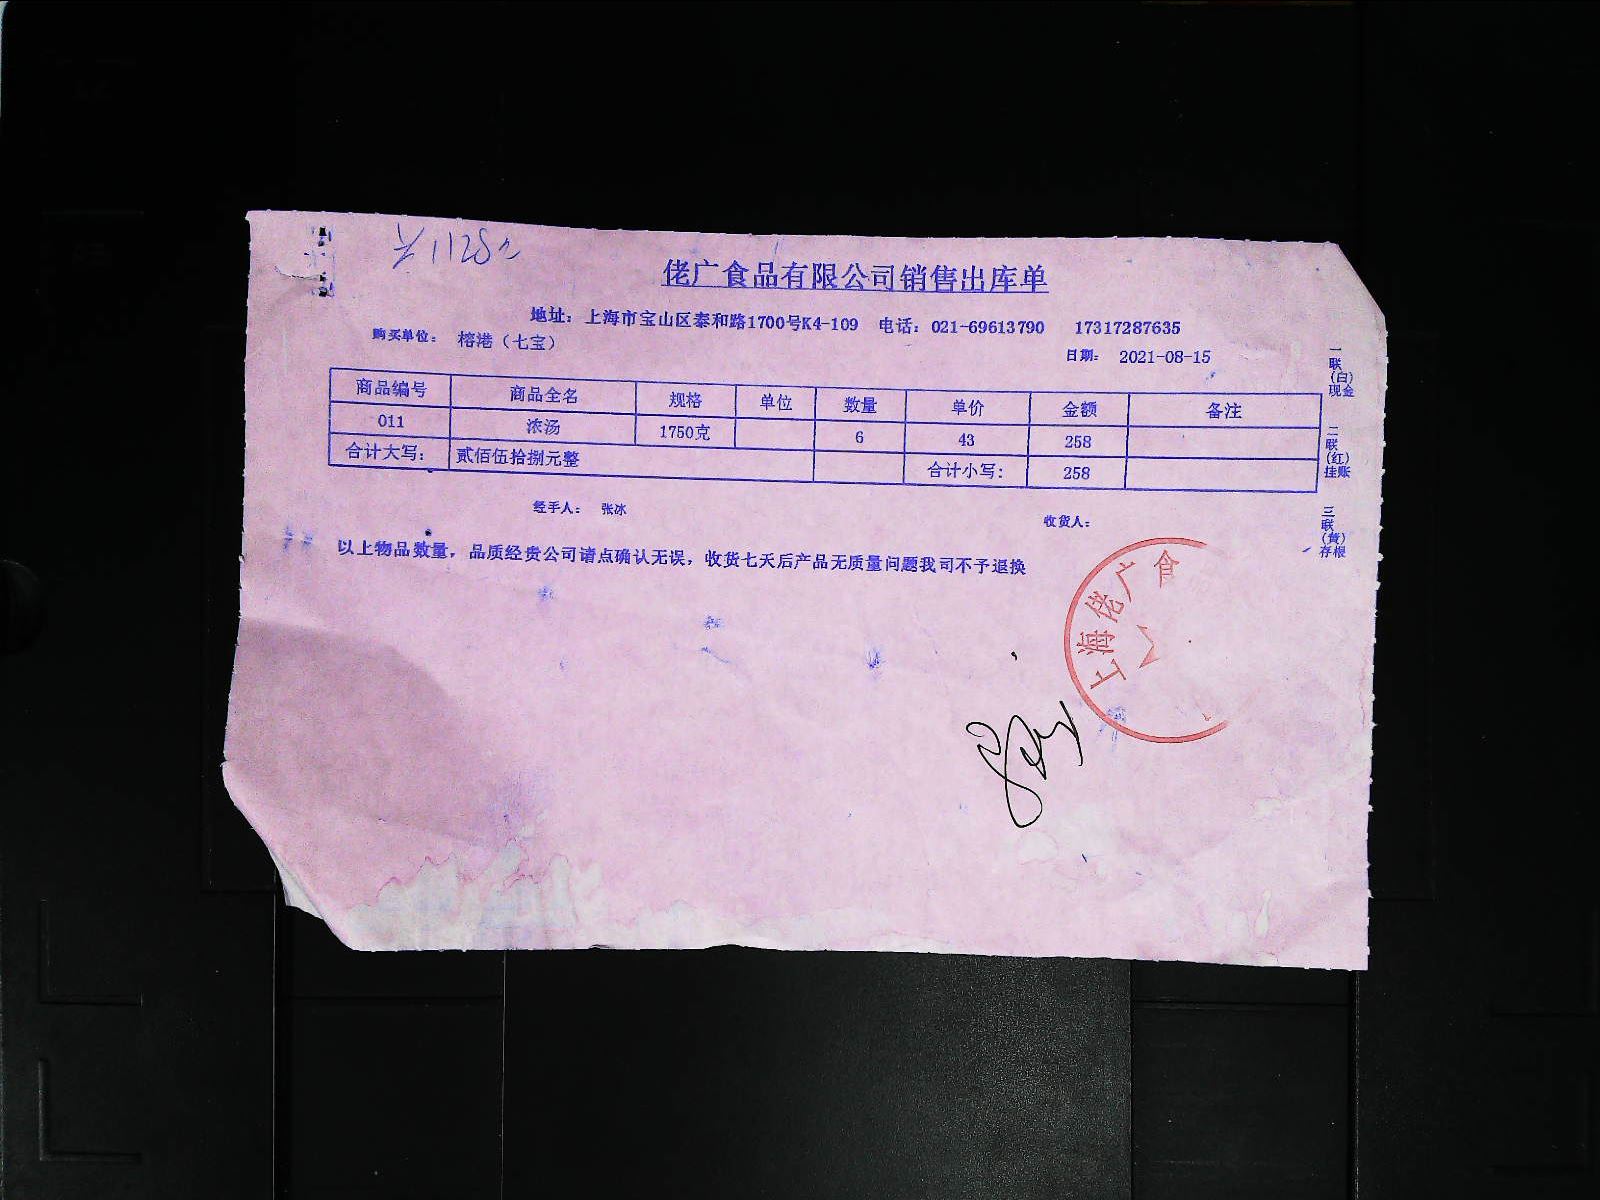 佬广食品有限公司销售出库单
地址：上海市宝山区泰和路1700号K4-109 电话：021-69613790 17317287635
购买单位： 榕港（七宝） 日期： 2021-08-15
商品编号 商品全名 规格 单位 数量 单价 金额 备注
011 浓汤 1750克 6 43 258
合计大写： 贰佰伍拾捌元整 合计小写： 258
经手人： 张冰 收货人：
以上物品数量，品质经贵公司请点确认无误，收货七天后产品无质量问题我司不予退换
一联(白)现金
二联(红)挂账
三联(黄)存根
上海佬广食